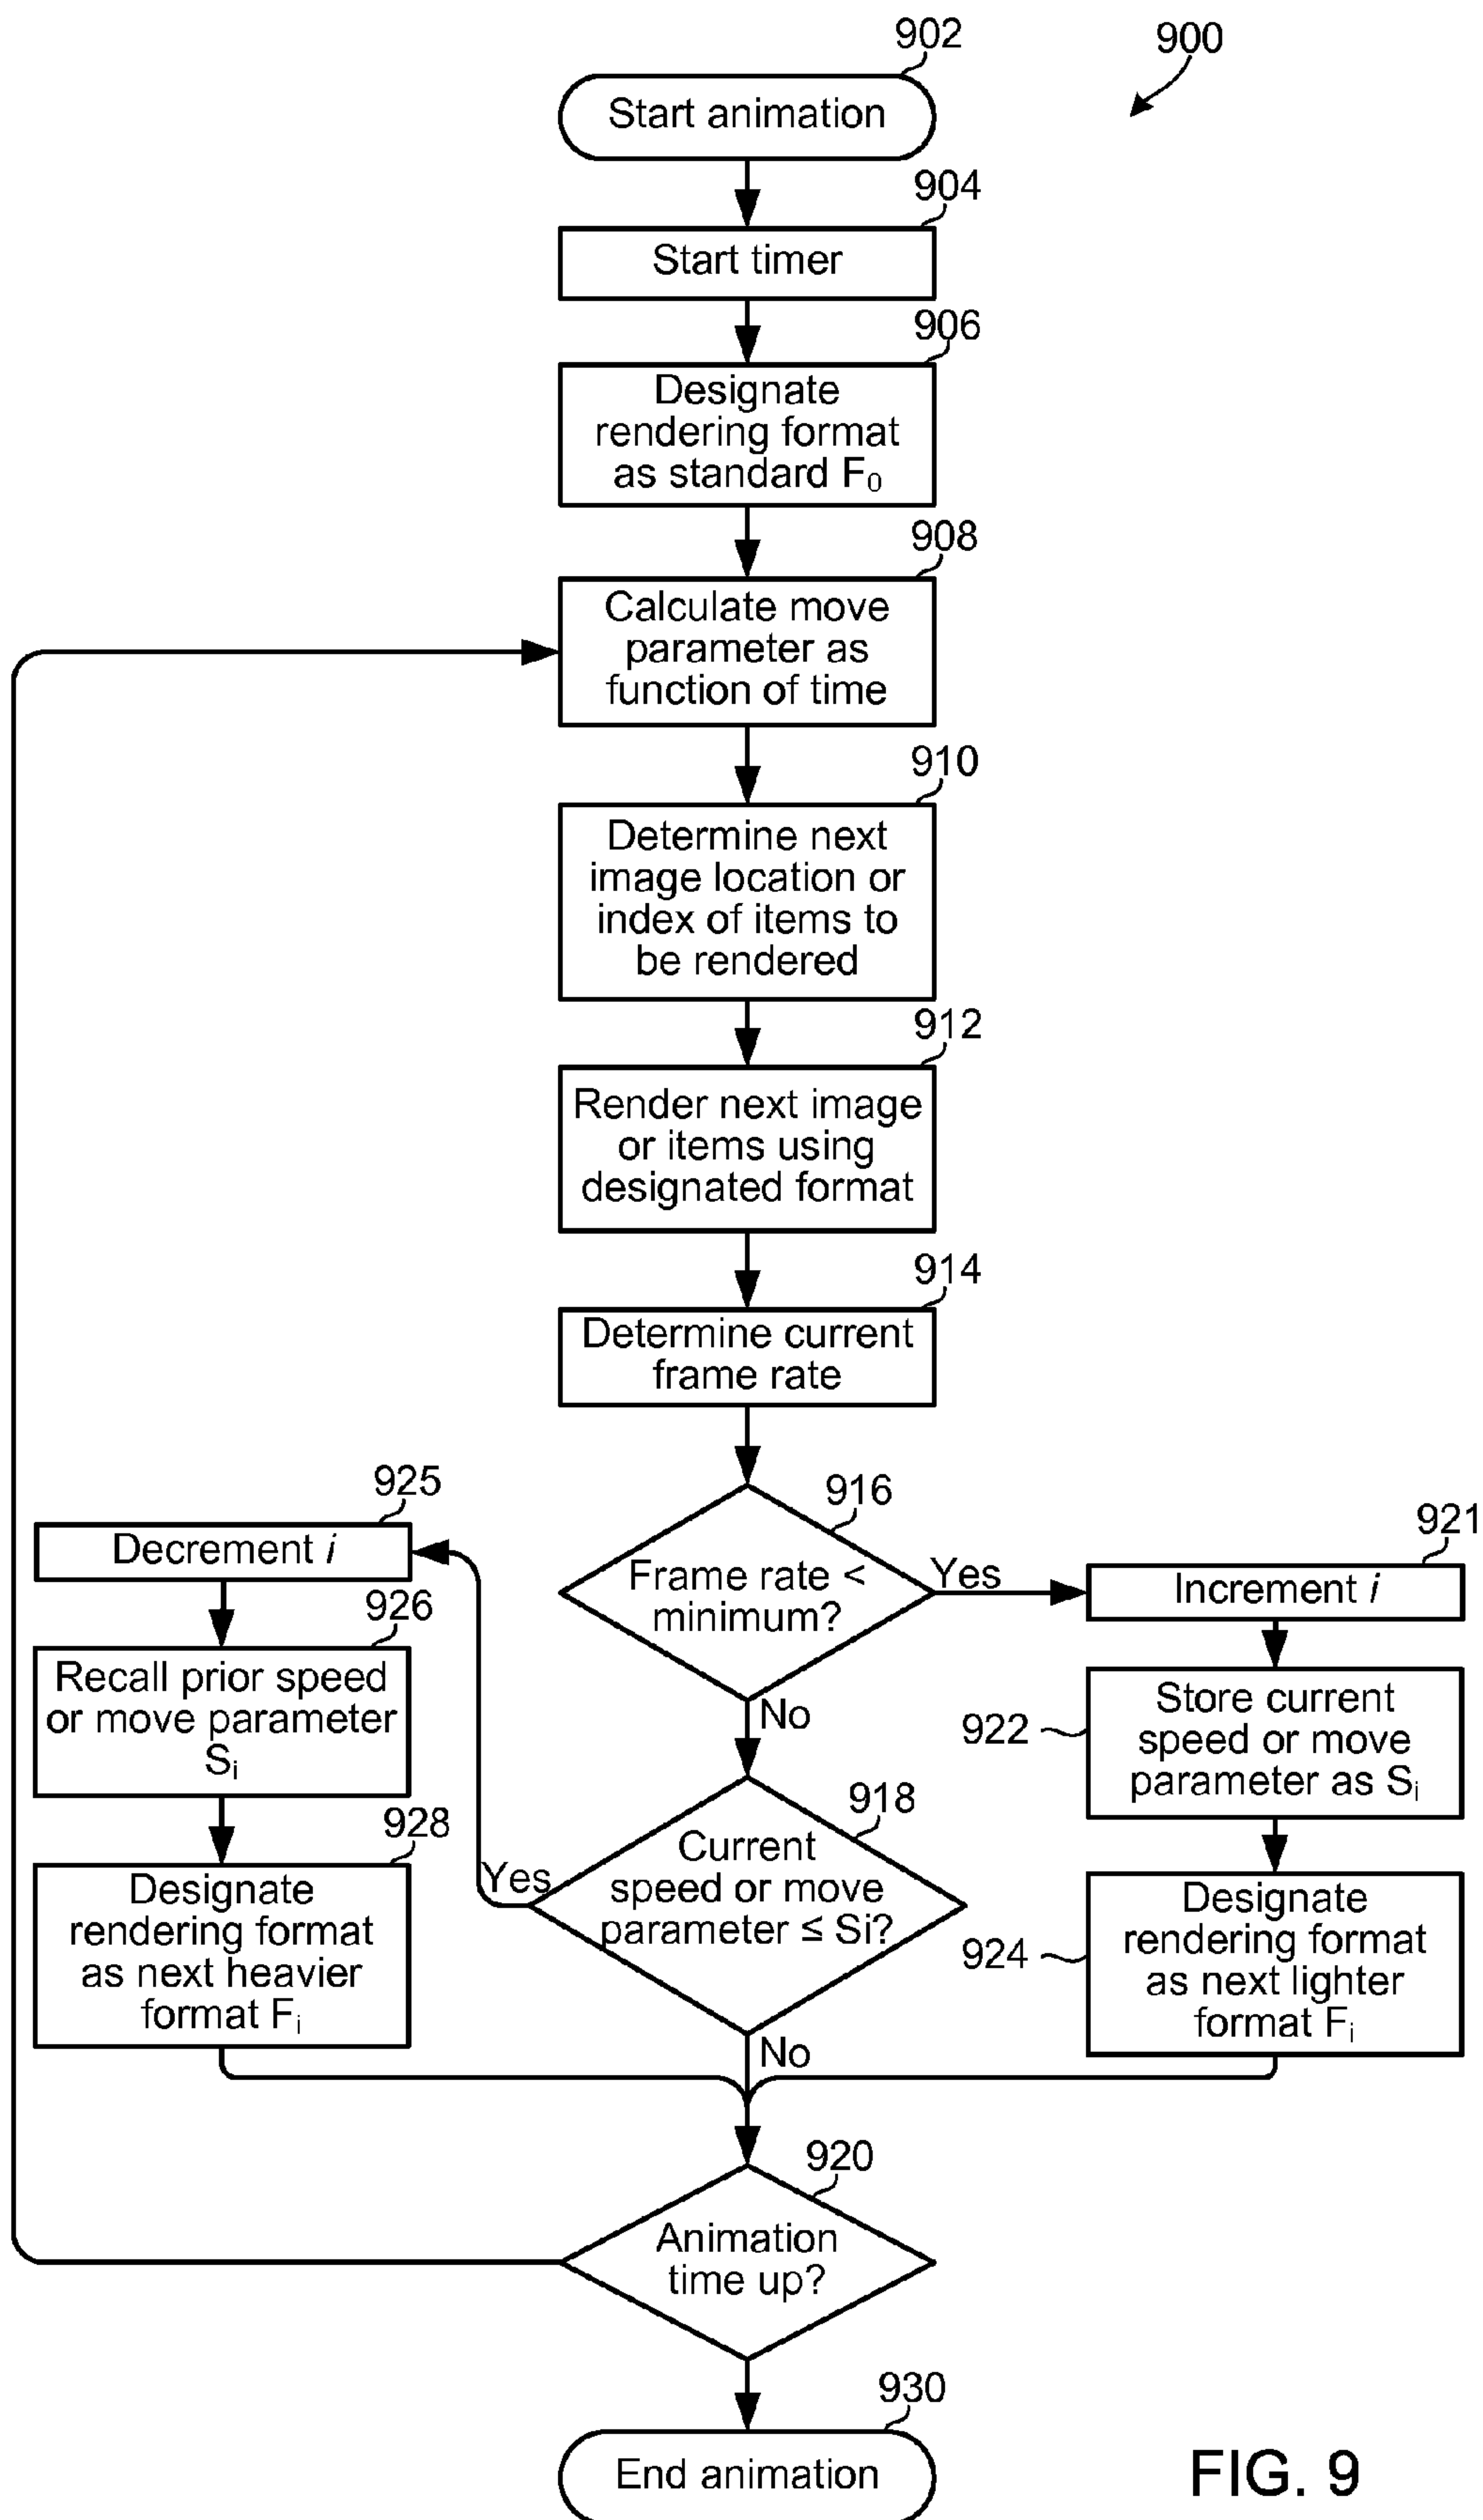 902
900
Start animation
904
Start timer
906
Designate
rendering format
as standard F₀
908
Calculate move
parameter as
function of time
910
Determine next
image location or
index of items to
be rendered
912
Render next image
or items using
designated format
914
Determine current
frame rate
916
Frame rate <
minimum?
Yes
No
921
Increment i
922
Store current
speed or move
parameter as Sᵢ
924
Designate
rendering format
as next lighter
format Fᵢ
918
Current
speed or move
parameter ≤ Si?
Yes
No
925
Decrement i
926
Recall prior speed
or move parameter
Sᵢ
928
Designate
rendering format
as next heavier
format Fᵢ
920
Animation
time up?
930
End animation
FIG. 9